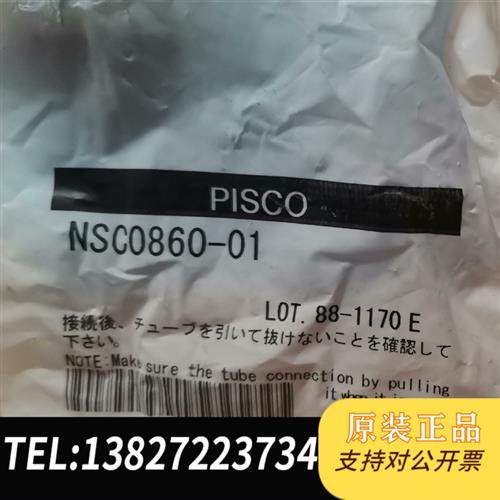 PISCO
NSC0860-01
LOT. 88-1170 E
接続後、チューブを引いて抜けないことを確認して
下さい。
NOTE: Make sure the tube connection by pulling
it when it
TEL:13827223734
原装正品
支持对公开票